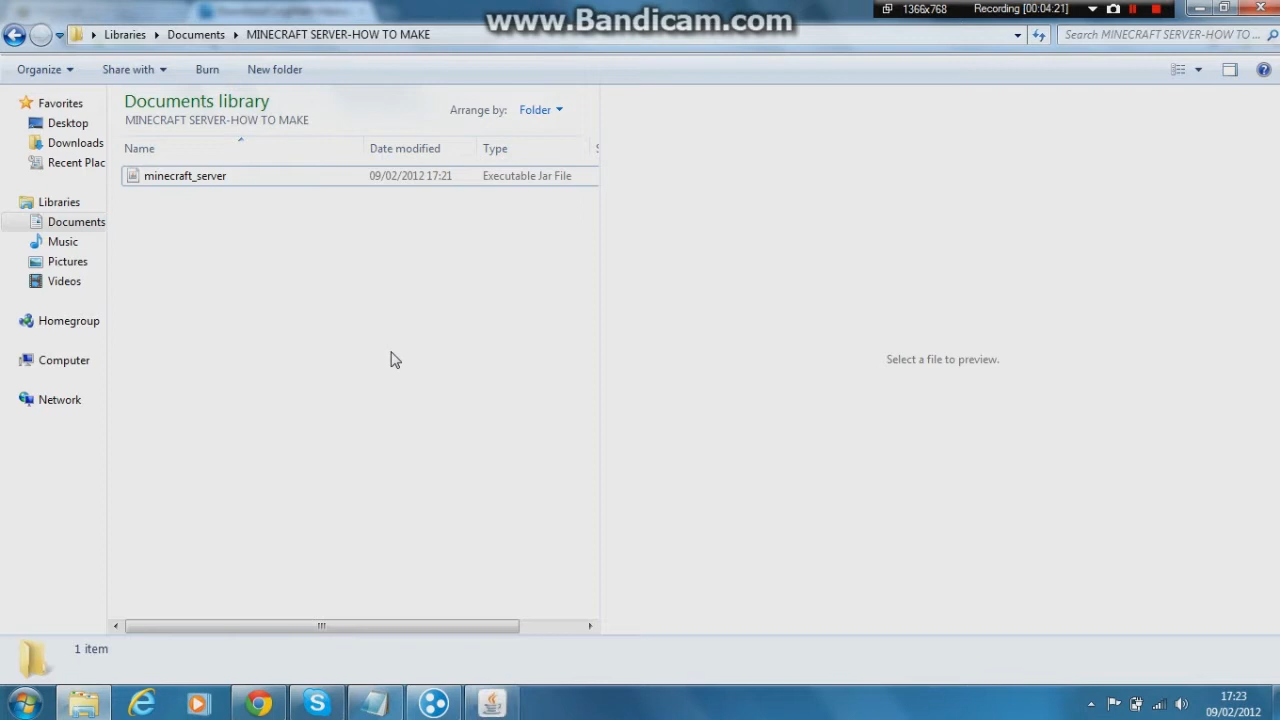 www.Bandicam.com
1366x768 Recording [00:04:21]
Libraries Documents MINECRAFT SERVER-HOW TO MAKE
Search MINECRAFT SERVER-HOW TO ...
Organize Share with Burn New folder
Favorites
Desktop
Downloads
Recent Plac
Libraries
Documents
Music
Pictures
Videos
Homegroup
Computer
Network
Documents library
MINECRAFT SERVER-HOW TO MAKE
Arrange by: Folder
Name Date modified Type
minecraft_server 09/02/2012 17:21 Executable Jar File
Select a file to preview.
1 item
17:23
09/02/2012